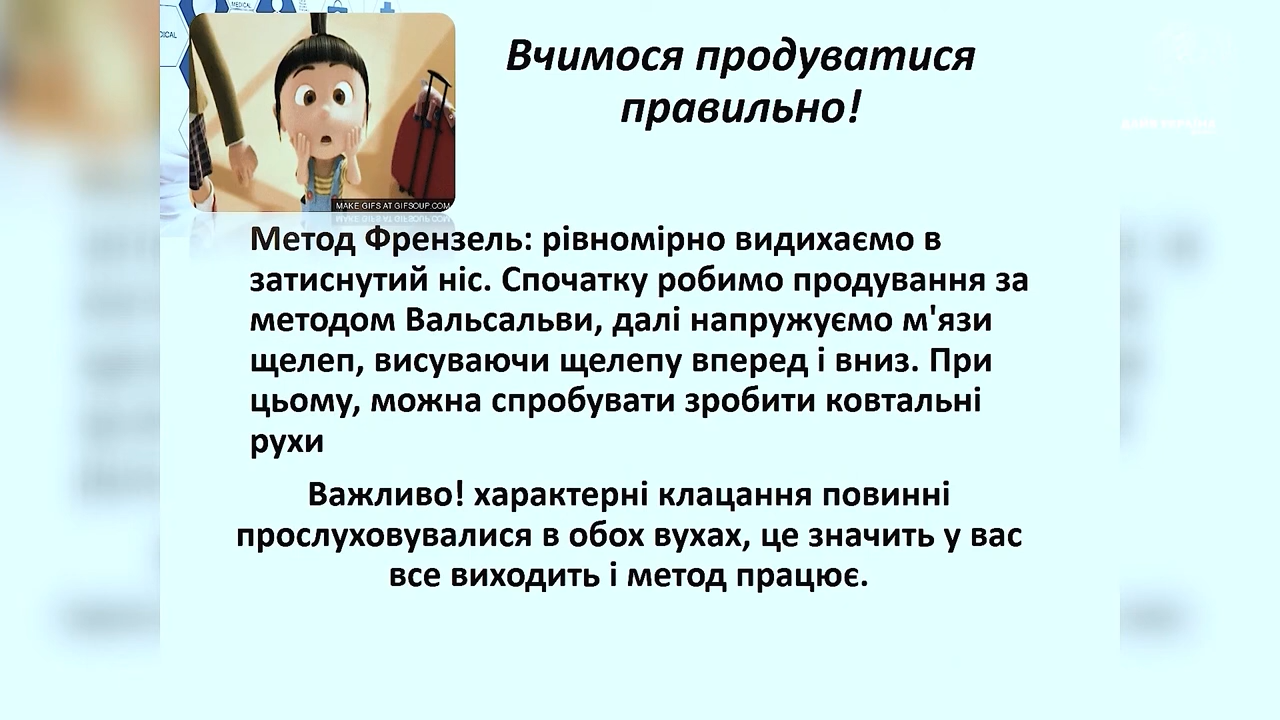 MEDICAL
DICAL
Вчимося продуватися
правильно!
MAKE GIFS AT GIFSOUP.COM
Метод Френзель: рівномірно видихаємо в
затиснутий ніс. Спочатку робимо продування за
методом Вальсальви, далі напружуємо м'язи
щелеп, висуваючи щелепу вперед і вниз. При
цьому, можна спробувати зробити ковтальні
рухи
Важливо! характерні клацання повинні
прослуховувалися в обох вухах, це значить у вас
все виходить і метод працює.